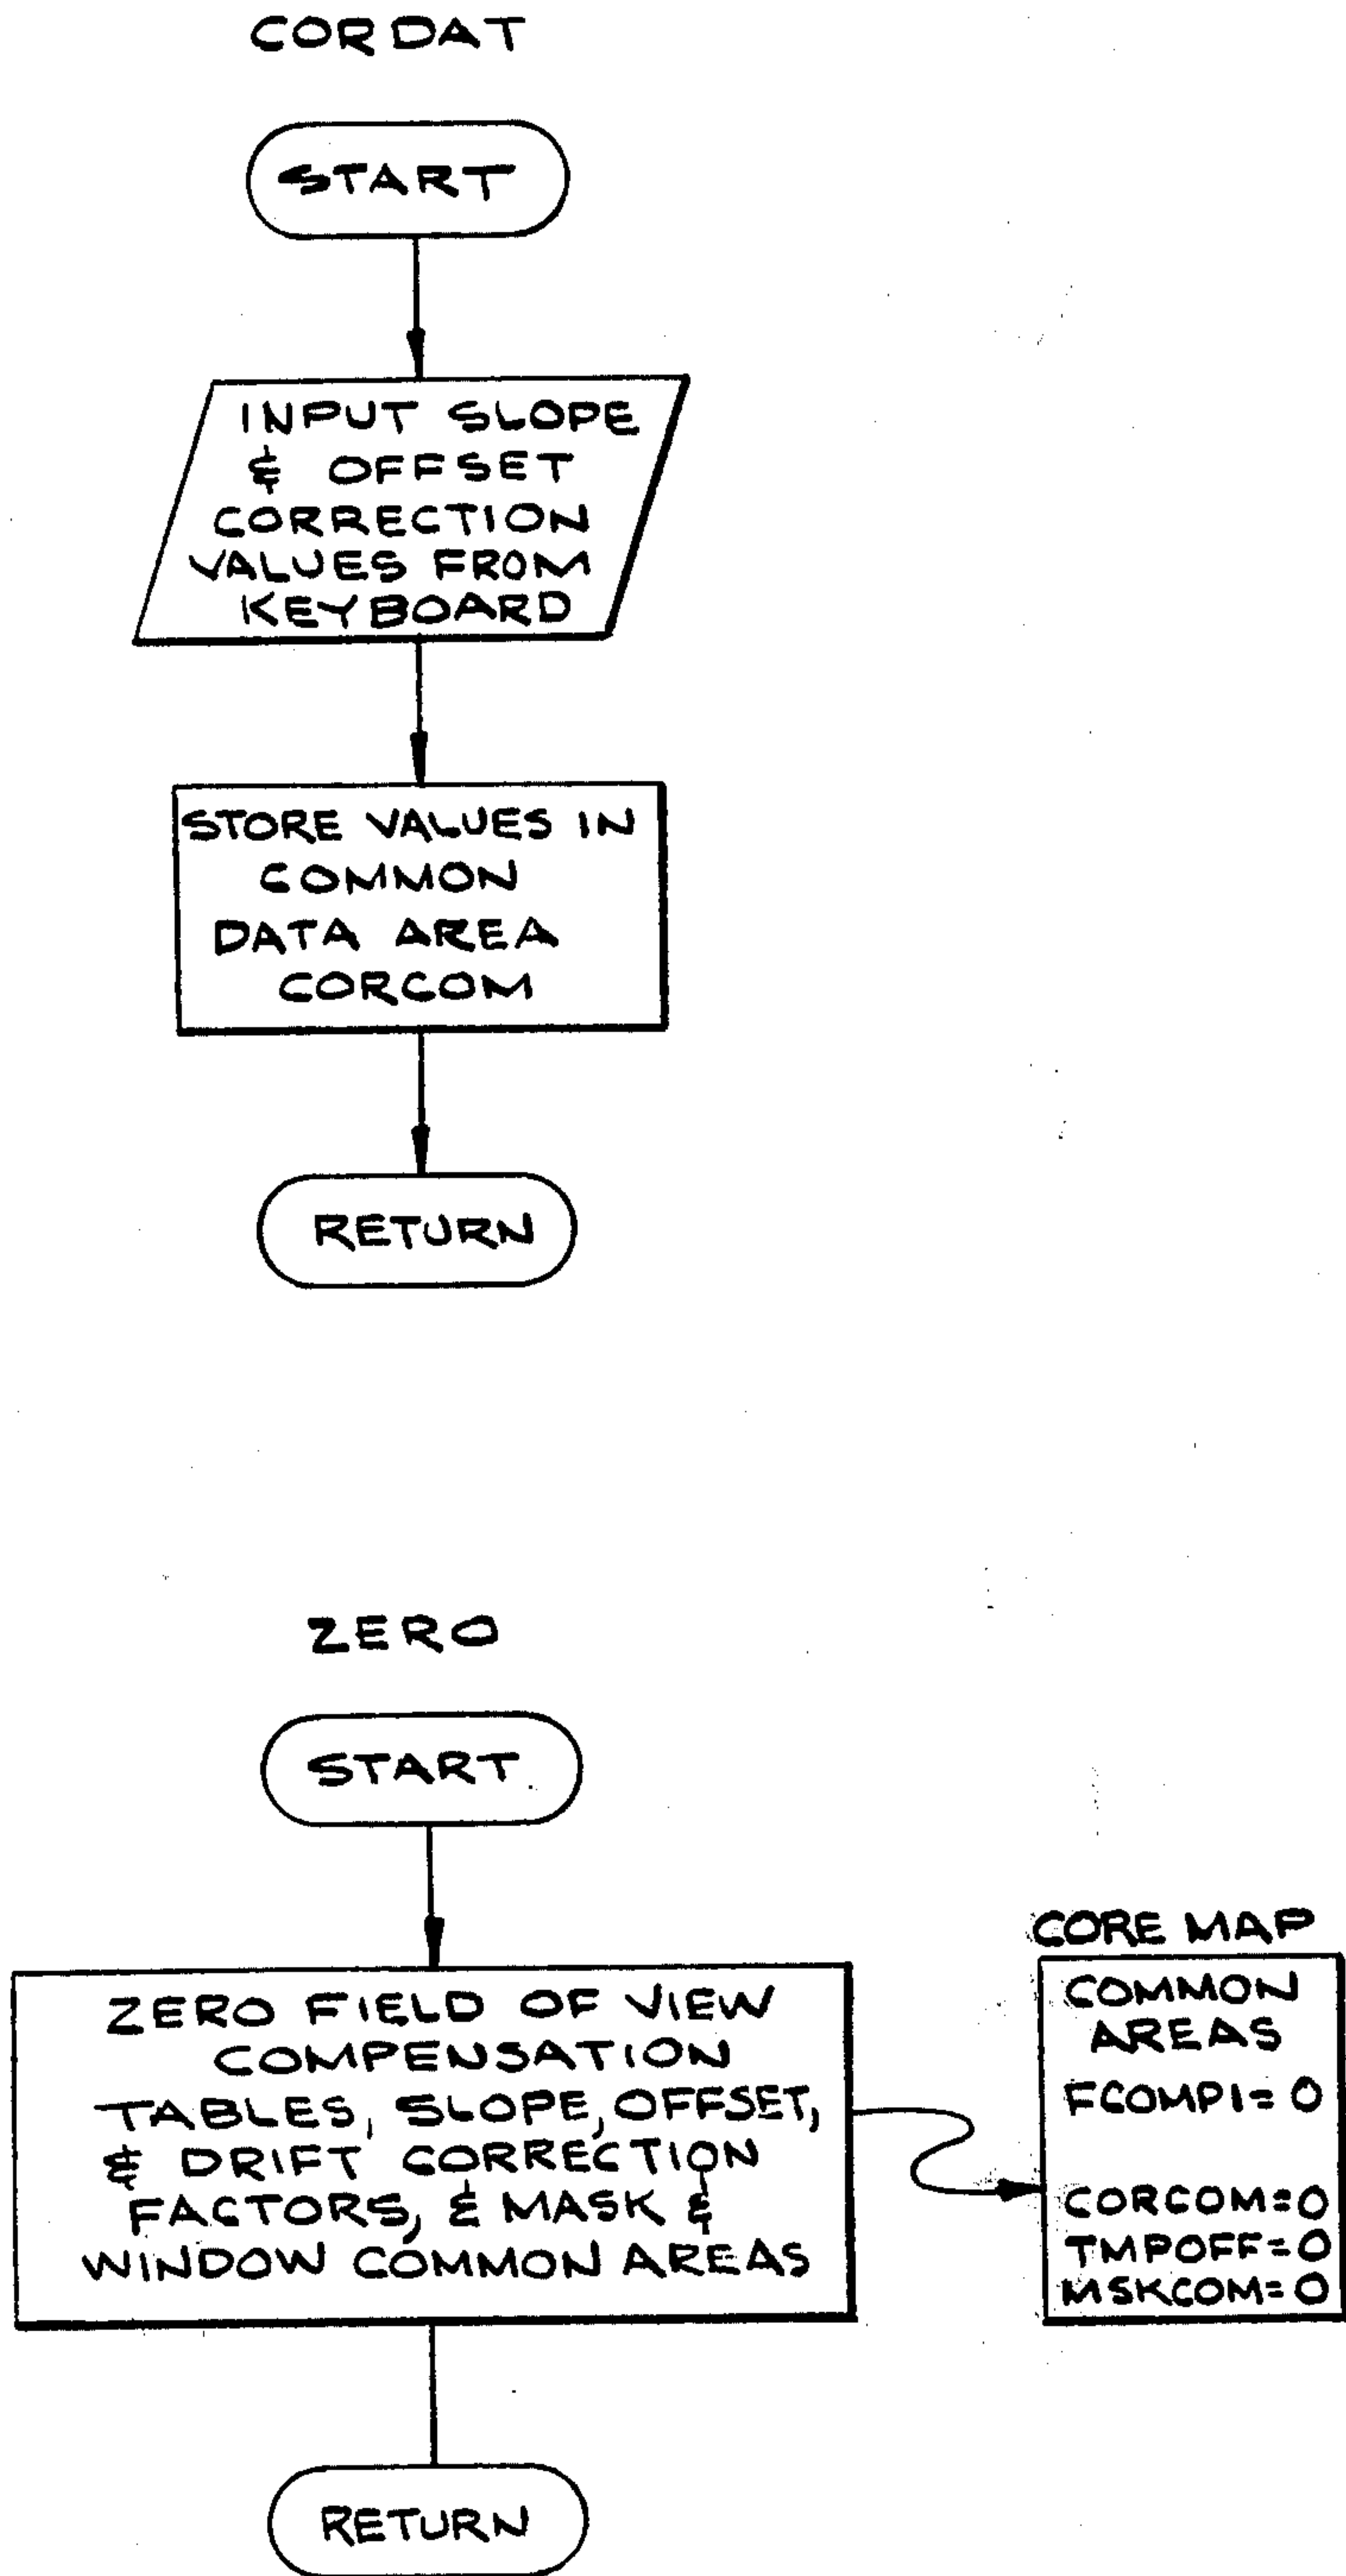 CORDAT
START
INPUT SLOPE
& OFFSET
CORRECTION
VALUES FROM
KEYBOARD
STORE VALUES IN
COMMON
DATA AREA
CORCOM
RETURN
ZERO
START
ZERO FIELD OF VIEW
COMPENSATION
TABLES, SLOPE, OFFSET,
& DRIFT CORRECTION
FACTORS, & MASK &
WINDOW COMMON AREAS
CORE MAP
COMMON
AREAS
FCOMP1=0
CORCOM=0
TMPOFF=0
MSKCOM=0
RETURN